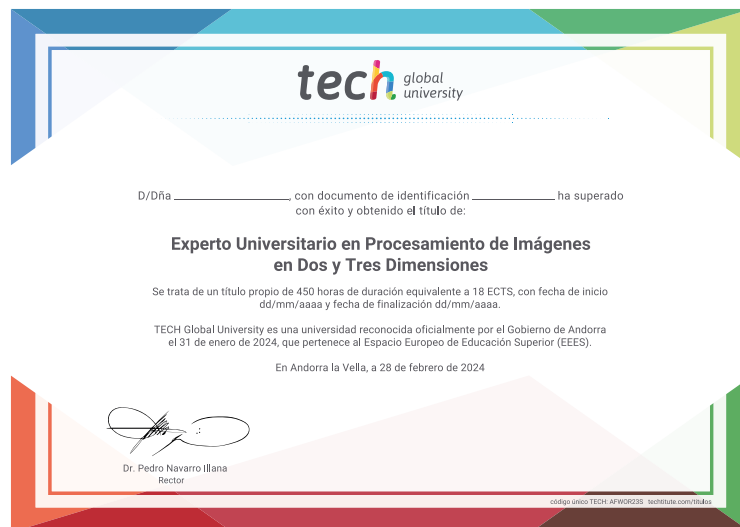 tech global university
D/Dña ____________________, con documento de identificación ______________ ha superado
con éxito y obtenido el título de:
Experto Universitario en Procesamiento de Imágenes
en Dos y Tres Dimensiones
Se trata de un título propio de 450 horas de duración equivalente a 18 ECTS, con fecha de inicio
dd/mm/aaaa y fecha de finalización dd/mm/aaaa.
TECH Global University es una universidad reconocida oficialmente por el Gobierno de Andorra
el 31 de enero de 2024, que pertenece al Espacio Europeo de Educación Superior (EEES).
En Andorra la Vella, a 28 de febrero de 2024
Dr. Pedro Navarro Illana
Rector
código único TECH: AFWOR23S techtitute.com/titulos